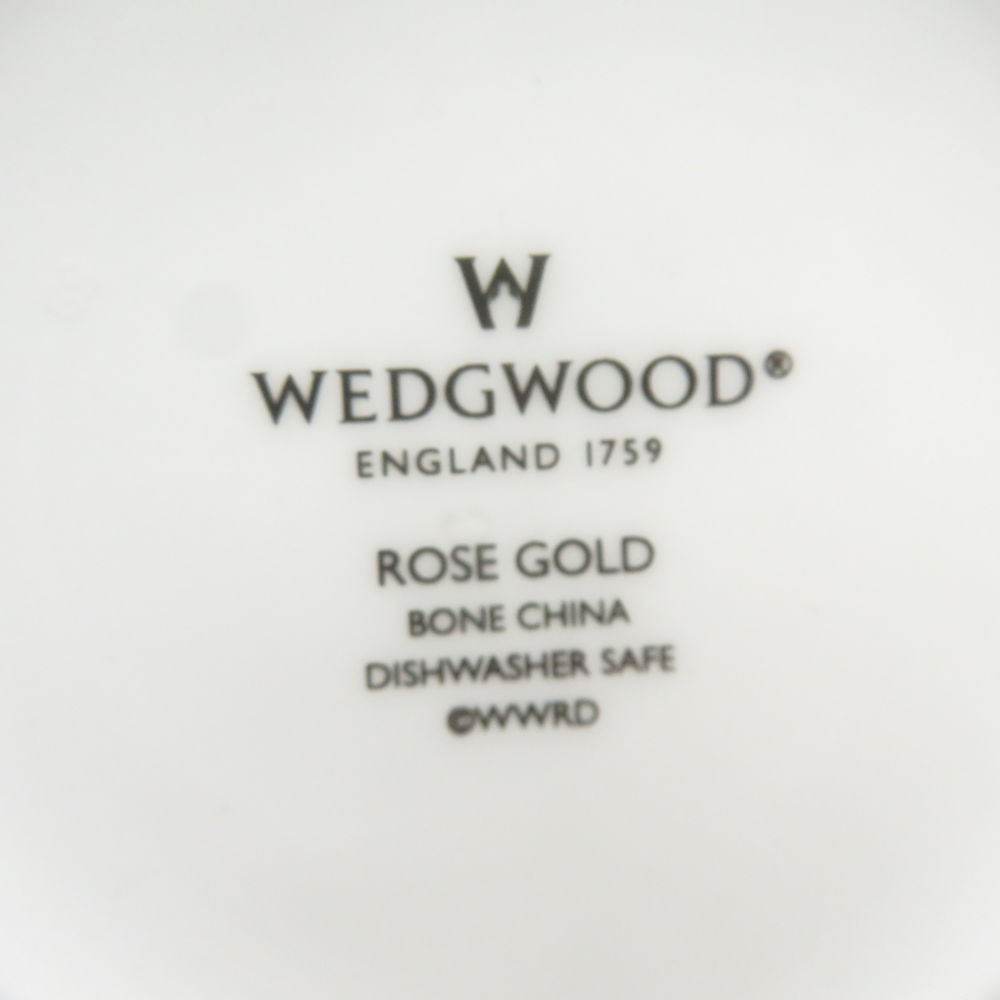 W
WEDGWOOD®
ENGLAND 1759
ROSE GOLD
BONE CHINA
DISHWASHER SAFE
©WWRD